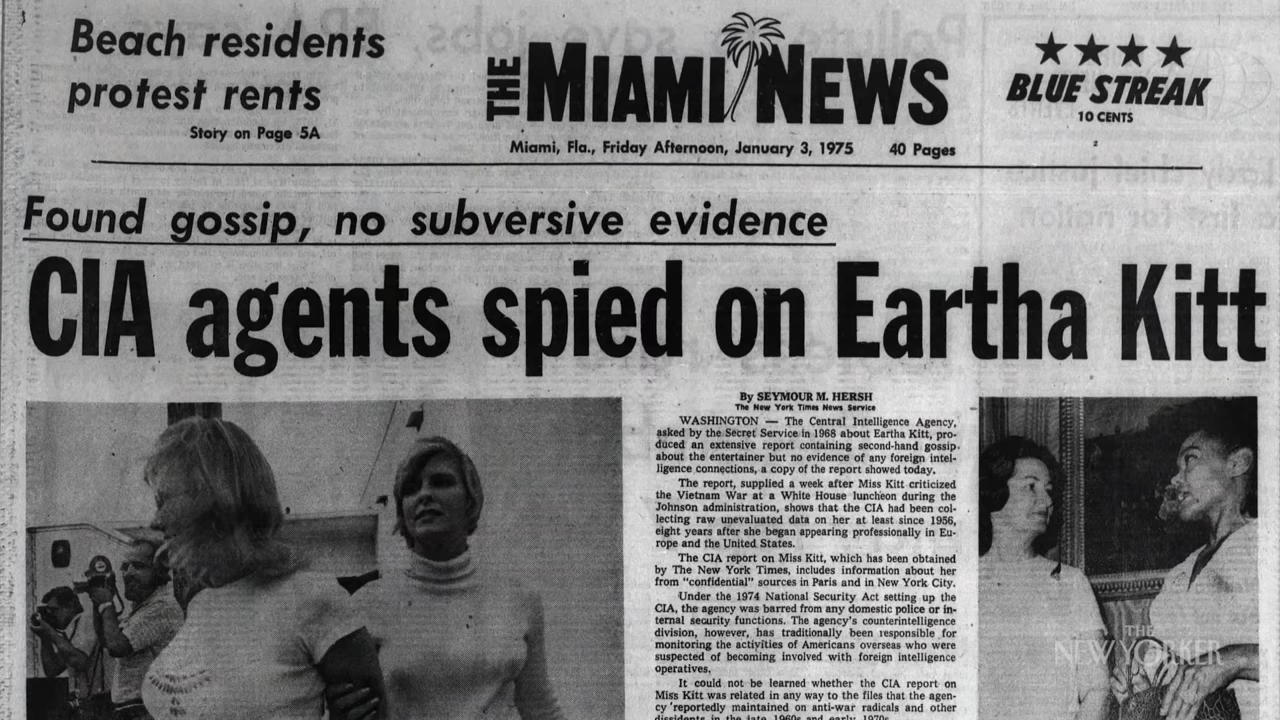 Beach residents
protest rents
Story on Page 5A
THE MIAMI NEWS
Miami, Fla., Friday Afternoon, January 3, 1975 40 Pages
BLUE STREAK
10 CENTS
2
Found gossip, no subversive evidence
CIA agents spied on Eartha Kitt
By SEYMOUR M. HERSH
The New York Times News Service
WASHINGTON — The Central Intelligence Agency,
asked by the Secret Service in 1968 about Eartha Kitt, pro-
duced an extensive report containing second-hand gossip
about the entertainer but no evidence of any foreign intel-
ligence connections, a copy of the report showed today.
The report, supplied a week after Miss Kitt criticized
the Vietnam War at a White House luncheon during the
Johnson administration, shows that the CIA had been col-
lecting raw unevaluated data on her at least since 1956,
eight years after she began appearing professionally in Eu-
rope and the United States.
The CIA report on Miss Kitt, which has been obtained
by The New York Times, includes information about her
from "confidential" sources in Paris and in New York City.
Under the 1974 National Security Act setting up the
CIA, the agency was barred from any domestic police or in-
ternal security functions. The agency's counterintelligence
division, however, has traditionally been responsible for
monitoring the activities of Americans overseas who were
suspected of becoming involved with foreign intelligence
operatives.
It could not be learned whether the CIA report on
Miss Kitt was related in any way to the files that the agen-
cy reportedly maintained on anti-war radicals and other
dissidents in the late 1960s and early 1970s.
THE
NEW YORKER